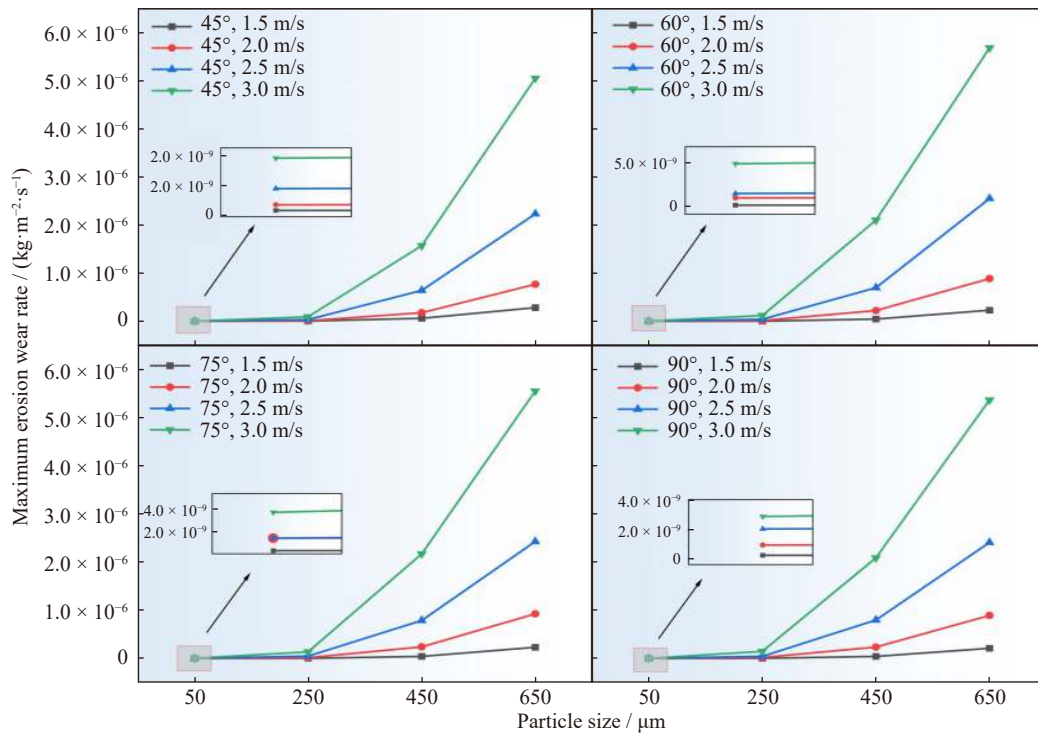 Maximum erosion wear rate / (kg·m⁻²·s⁻¹)
6.0 × 10⁻⁶
5.0 × 10⁻⁶
4.0 × 10⁻⁶
3.0 × 10⁻⁶
2.0 × 10⁻⁶
1.0 × 10⁻⁶
0
45°, 1.5 m/s
45°, 2.0 m/s
45°, 2.5 m/s
45°, 3.0 m/s
2.0 × 10⁻⁹
2.0 × 10⁻⁹
0
60°, 1.5 m/s
60°, 2.0 m/s
60°, 2.5 m/s
60°, 3.0 m/s
5.0 × 10⁻⁹
0
6.0 × 10⁻⁶
5.0 × 10⁻⁶
4.0 × 10⁻⁶
3.0 × 10⁻⁶
2.0 × 10⁻⁶
1.0 × 10⁻⁶
0
75°, 1.5 m/s
75°, 2.0 m/s
75°, 2.5 m/s
75°, 3.0 m/s
4.0 × 10⁻⁹
2.0 × 10⁻⁹
90°, 1.5 m/s
90°, 2.0 m/s
90°, 2.5 m/s
90°, 3.0 m/s
4.0 × 10⁻⁹
2.0 × 10⁻⁹
0
50 250 450 650 50 250 450 650
Particle size / μm